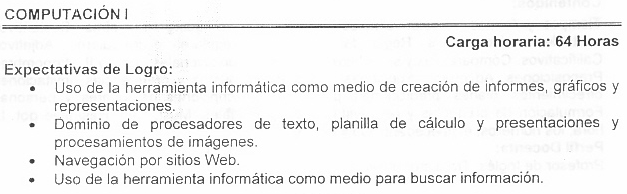 COMPUTACIÓN I
Carga horaria: 64 Horas
Expectativas de Logro:
• Uso de la herramienta informática como medio de creación de informes, gráficos y
representaciones.
• Dominio de procesadores de texto, planilla de cálculo y presentaciones y
procesamientos de imágenes.
• Navegación por sitios Web.
• Uso de la herramienta informática como medio para buscar información.